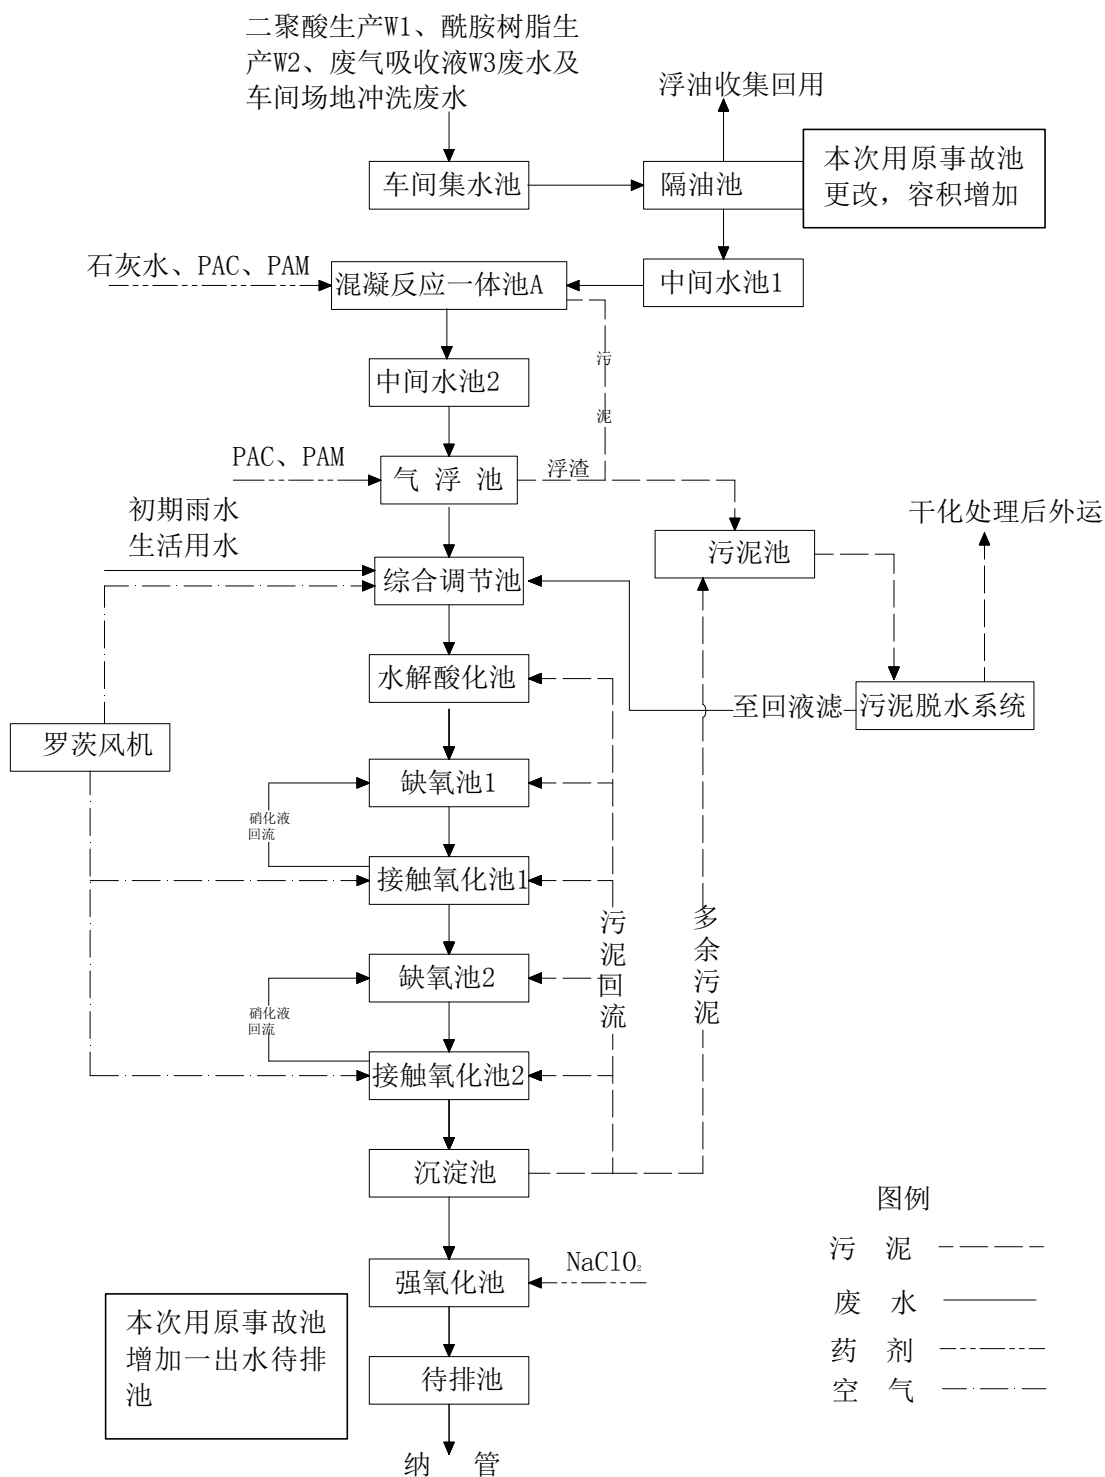 二聚酸生产W1、酰胺树脂生
产W2、废气吸收液W3废水及
车间场地冲洗废水
浮油收集回用
车间集水池
隔油池
本次用原事故池
更改，容积增加
石灰水、PAC、PAM
混凝反应一体池A
中间水池1
污
泥
中间水池2
PAC、PAM
气 浮 池
浮渣
初期雨水
生活用水
污泥池
干化处理后外运
综合调节池
水解酸化池
至回液滤
污泥脱水系统
罗茨风机
缺氧池1
硝化液
回流
接触氧化池1
污泥回流
多余污泥
缺氧池2
硝化液
回流
接触氧化池2
沉淀池
图例
污 泥
废 水
药 剂
空 气
强氧化池
NaClO₂
本次用原事故池
增加一出水待排
池
待排池
纳 管